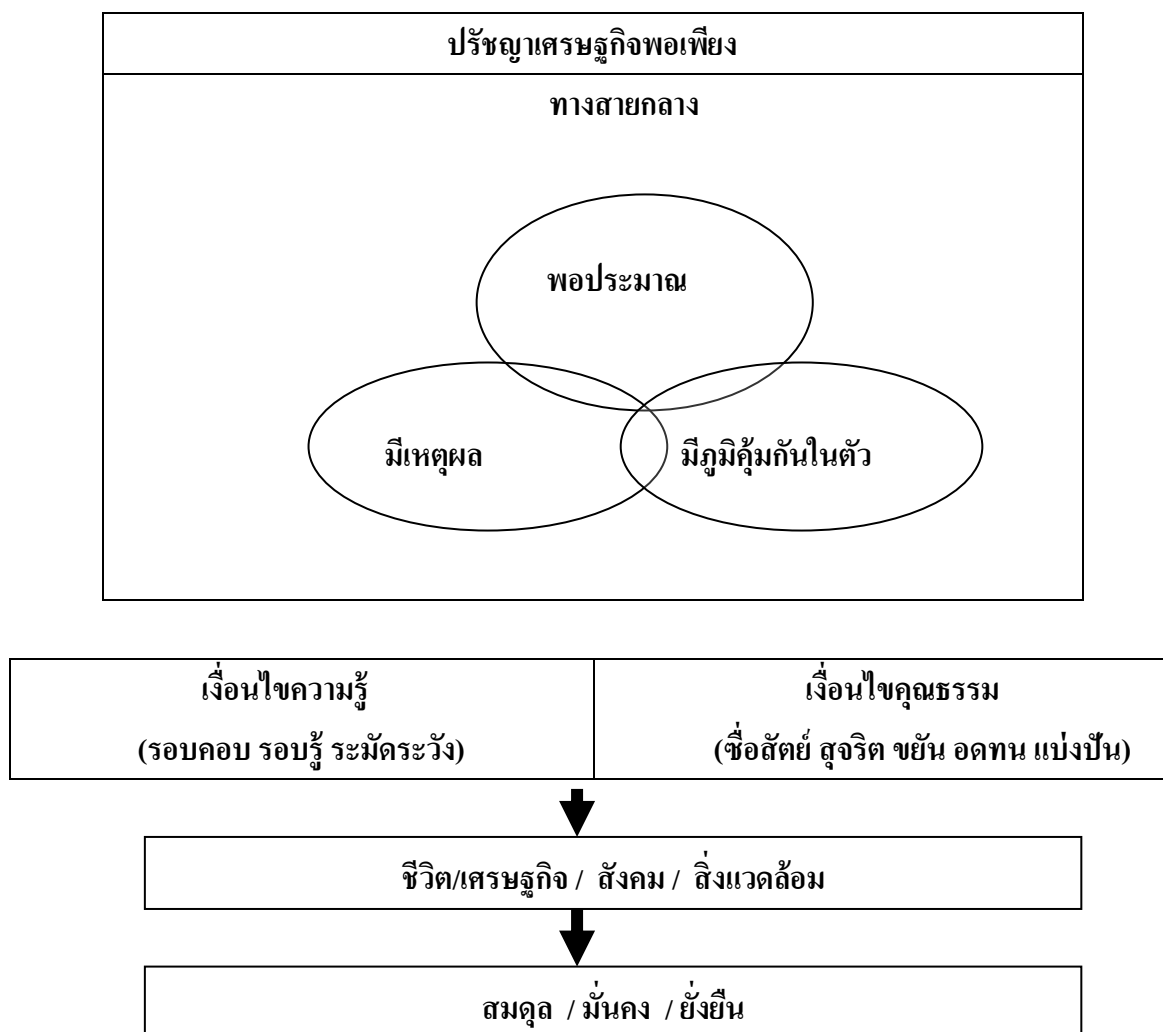 ปรัชญาเศรษฐกิจพอเพียง
ทางสายกลาง
พอประมาณ
มีเหตุผล
มีภูมิคุ้มกันในตัว
เงื่อนไขความรู้
(รอบคอบ รอบรู้ ระมัดระวัง)
เงื่อนไขคุณธรรม
(ซื่อสัตย์ สุจริต ขยัน อดทน แบ่งปัน)
ชีวิต/เศรษฐกิจ / สังคม / สิ่งแวดล้อม
สมดุล / มั่นคง / ยั่งยืน